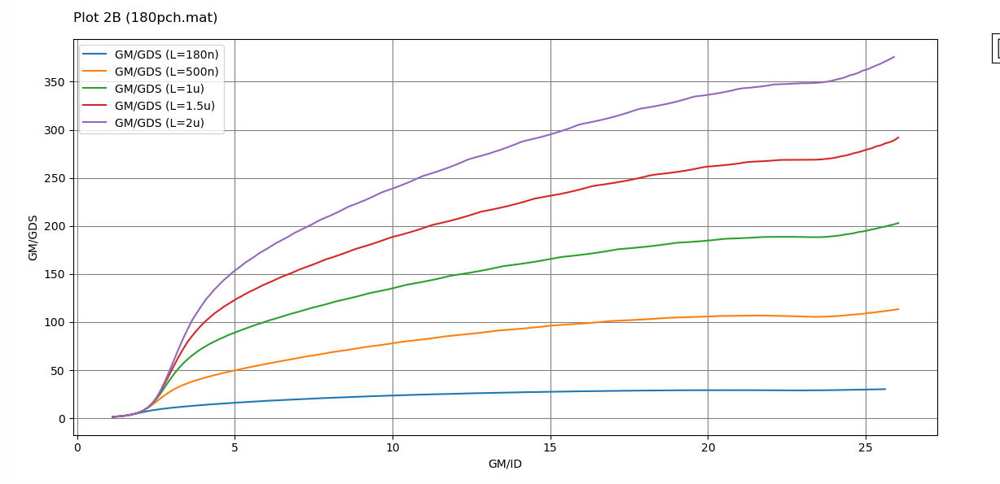 Plot 2B (180pch.mat)
GM/GDS (L=180n)
GM/GDS (L=500n)
GM/GDS (L=1u)
GM/GDS (L=1.5u)
GM/GDS (L=2u)
350
300
250
200
150
100
50
0
GM/GDS
0 5 10 15 20 25
GM/ID